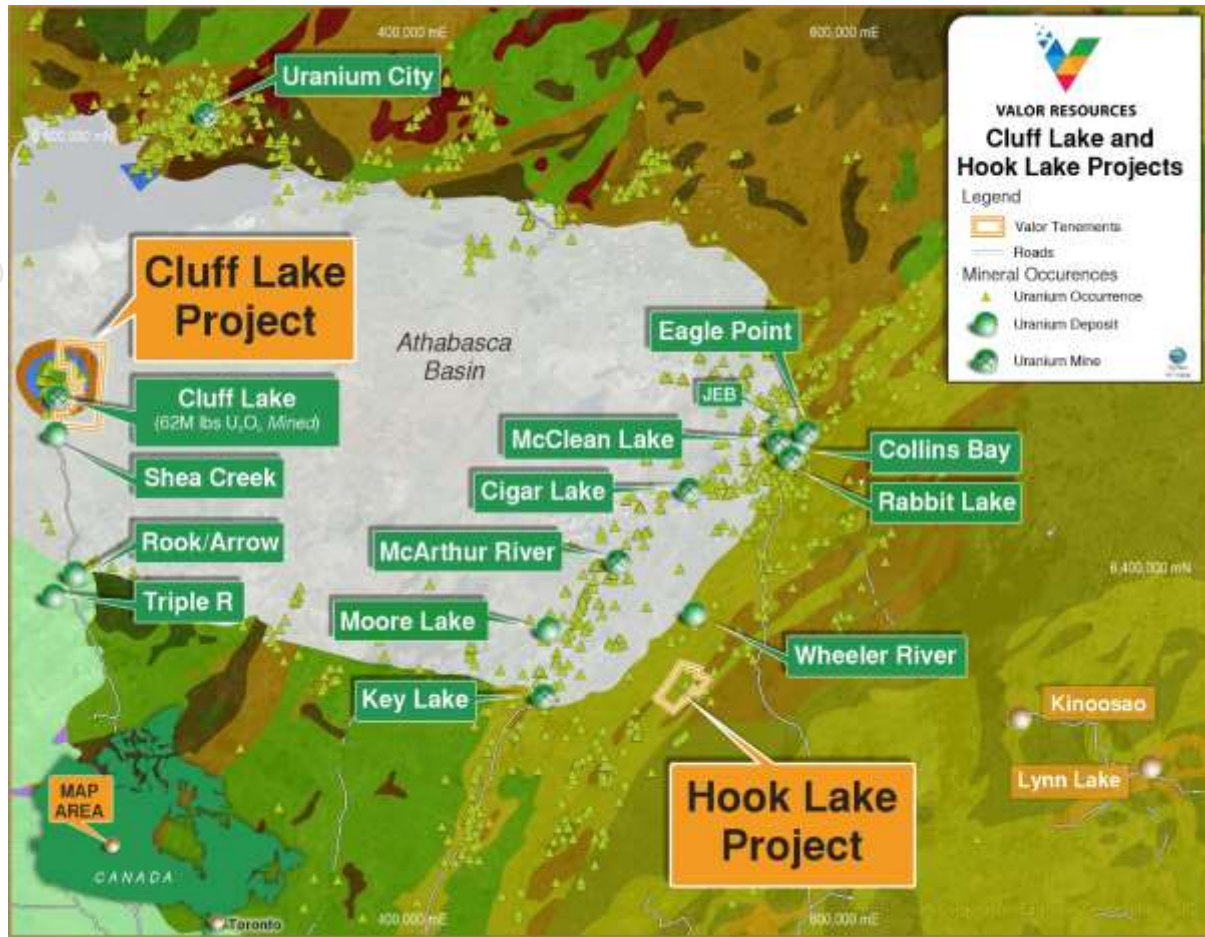 400,000 mE
600,000 mE
Uranium City
VALOR RESOURCES
Cluff Lake and
Hook Lake Projects
Legend
Valor Tenements
Roads
Mineral Occurences
Uranium Occurrence
Uranium Deposit
Uranium Mine
Cluff Lake
Project
Athabasca
Basin
Eagle Point
JEB
Cluff Lake
(62M lbs U₃O₈ Mined)
McClean Lake
Collins Bay
Shea Creek
Cigar Lake
Rabbit Lake
Rook/Arrow
McArthur River
6,400,000 mN
Triple R
Moore Lake
Wheeler River
Key Lake
Kinoosao
Lynn Lake
MAP
AREA
Hook Lake
Project
CANADA
Toronto
400,000 mE
600,000 mE